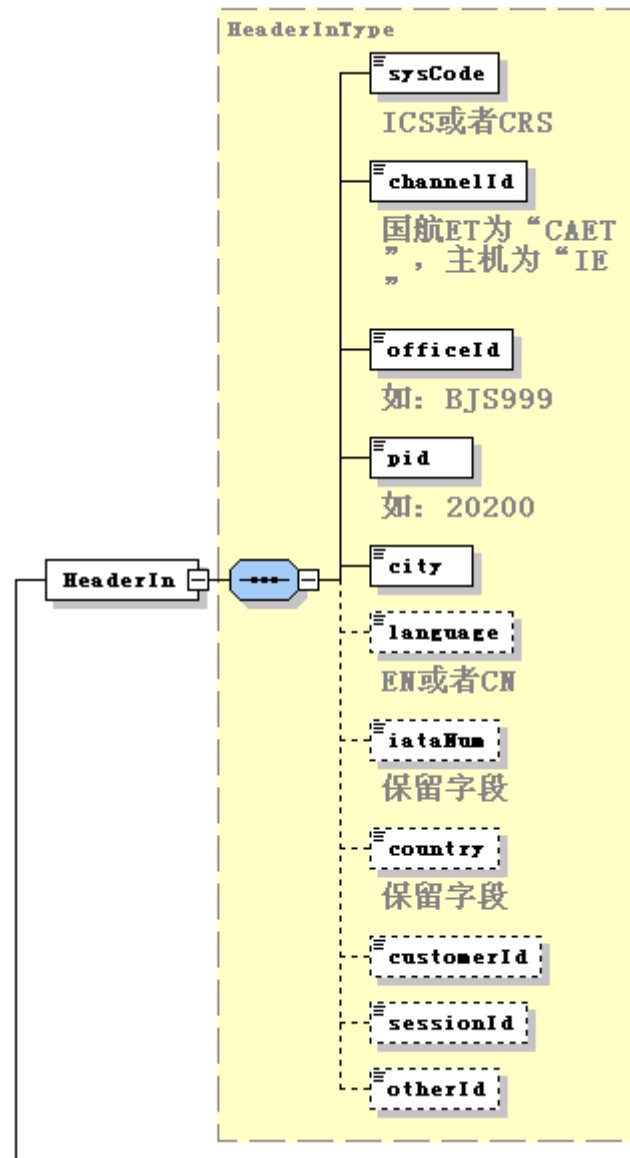 HeaderInType
sysCode
ICS或者CRS
channelId
国航ET为“CAET
”，主机为“IE
”
officeId
如：BJS999
pid
如：20200
HeaderIn
city
language
EN或者CN
iataNum
保留字段
country
保留字段
customerId
sessionId
otherId